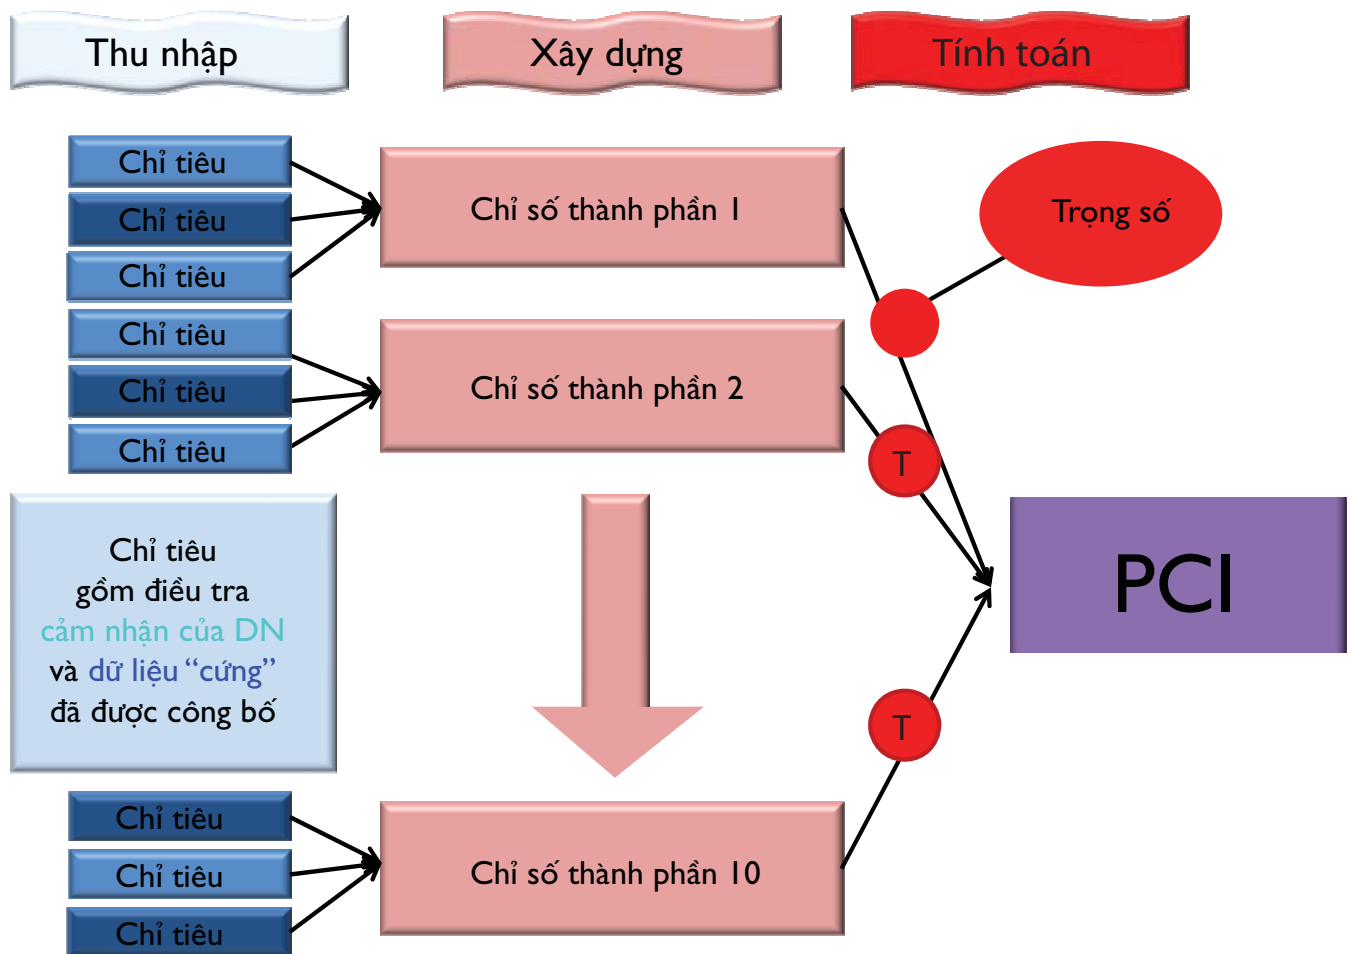 Thu nhập
Xây dựng
Tính toán
Chỉ tiêu
Chỉ tiêu
Chỉ tiêu
Chỉ số thành phần 1
Trọng số
Chỉ tiêu
Chỉ tiêu
Chỉ tiêu
Chỉ số thành phần 2
T
Chỉ tiêu
gồm điều tra
cảm nhận của DN
và dữ liệu “cứng”
đã được công bố
PCI
T
Chỉ tiêu
Chỉ tiêu
Chỉ tiêu
Chỉ số thành phần 10